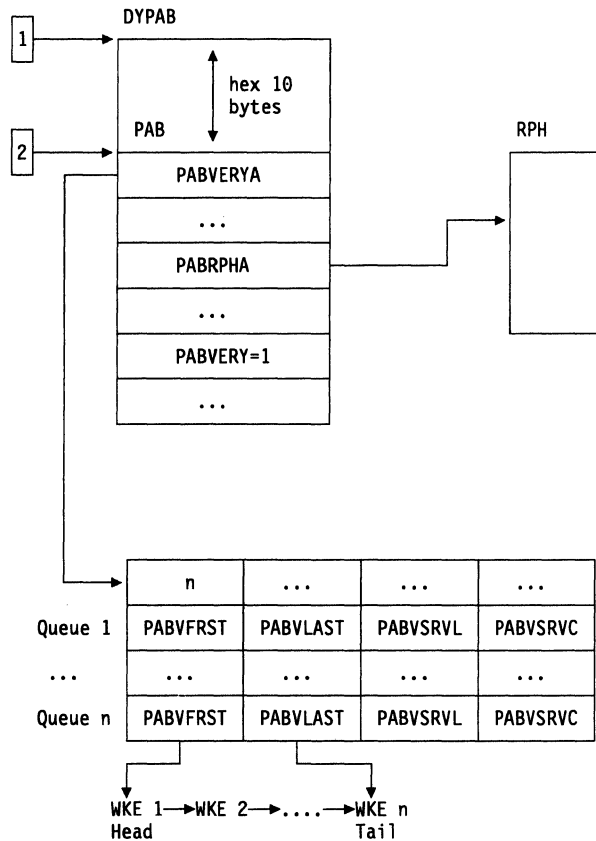 DYPAB
1
hex 10
bytes
PAB
RPH
2
PABVERYA
...
PABRPHA
...
PABVERY=1
...
n ... ... ...
Queue 1 PABVFRST PABVLAST PABVSRVL PABVSRVC
... ... ... ... ...
Queue n PABVFRST PABVLAST PABVSRVL PABVSRVC
WKE 1 WKE 2 .... WKE n
Head Tail